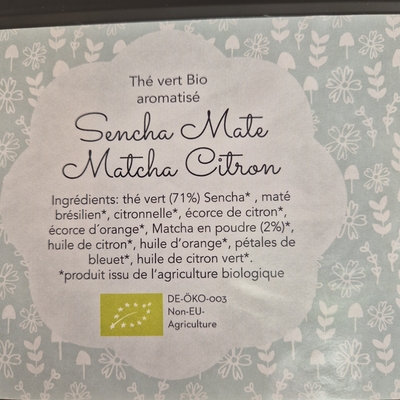 Thé vert Bio
aromatisé
Sencha Mate
Matcha Citron
Ingrédients: thé vert (71%) Sencha* , maté
brésilien*, citronnelle*, écorce de citron*,
écorce d'orange*, Matcha en poudre (2%)*,
huile de citron*, huile d'orange*, pétales de
bleuet*, huile de citron vert*.
*produit issu de l'agriculture biologique
DE-ÖKO-003
Non-EU-
Agriculture